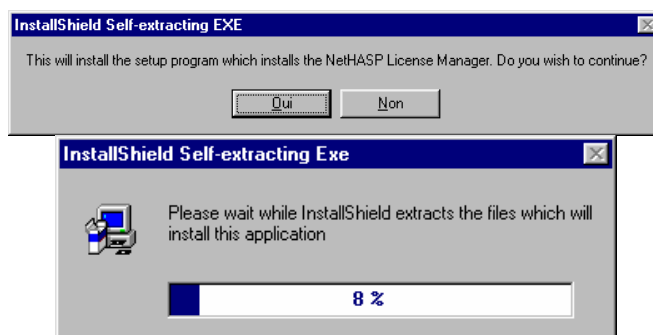 InstallShield Self-extracting EXE
This will install the setup program which installs the NetHASP License Manager. Do you wish to continue?
Oui
Non
InstallShield Self-extracting Exe
Please wait while InstallShield extracts the files which will
install this application
8 %